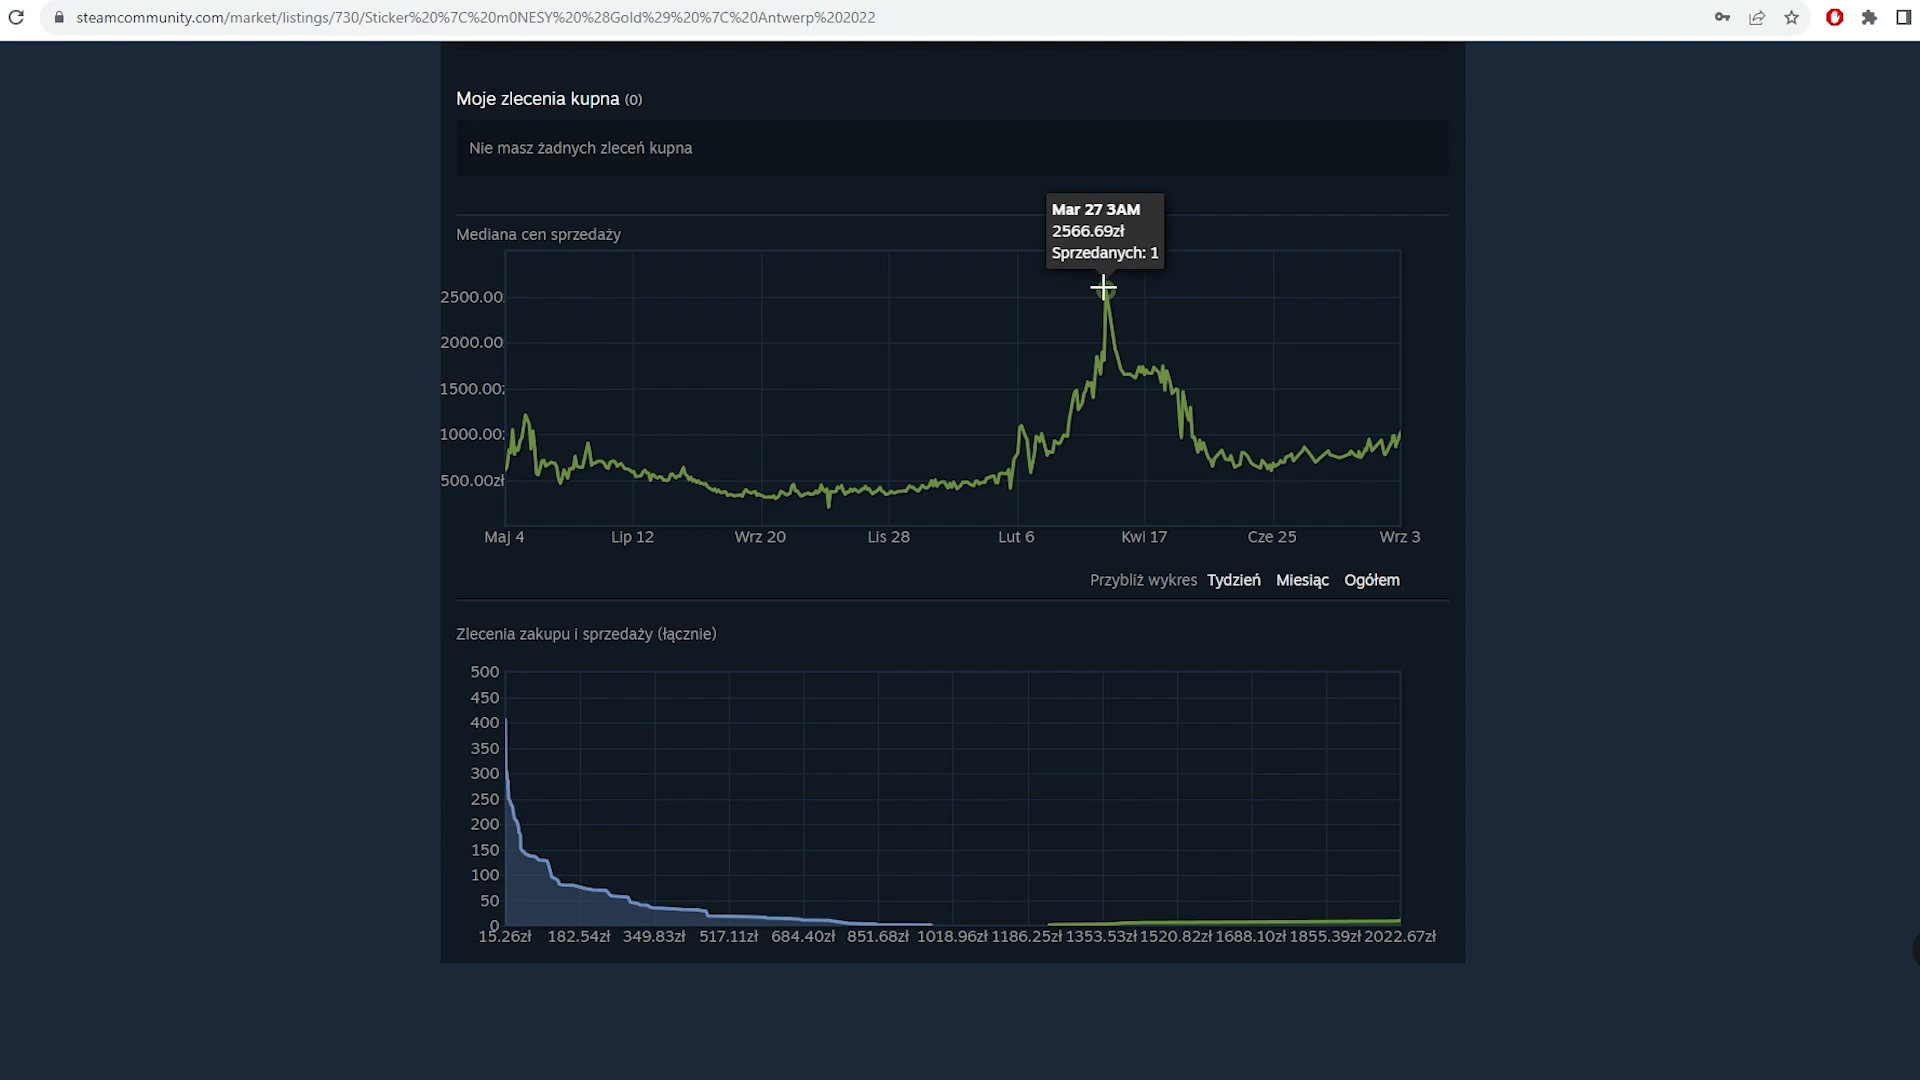 steamcommunity.com/market/listings/730/Sticker%20%7C%20m0NESY%20%28Gold%29%20%7C%20Antwerp%202022
Moje zlecenia kupna (0)
Nie masz żadnych zleceń kupna
Mar 27 3AM
2566.69zł
Sprzedanych: 1
Mediana cen sprzedaży
2500.00
2000.00
1500.00
1000.00
500.00zł
Maj 4 Lip 12 Wrz 20 Lis 28 Lut 6 Kwi 17 Cze 25 Wrz 3
Przybliż wykres Tydzień Miesiąc Ogółem
Zlecenia zakupu i sprzedaży (łącznie)
500
450
400
350
300
250
200
150
100
50
0
15.26zł 182.54zł 349.83zł 517.11zł 684.40zł 851.68zł 1018.96zł 1186.25zł 1353.53zł 1520.82zł 1688.10zł 1855.39zł 2022.67zł